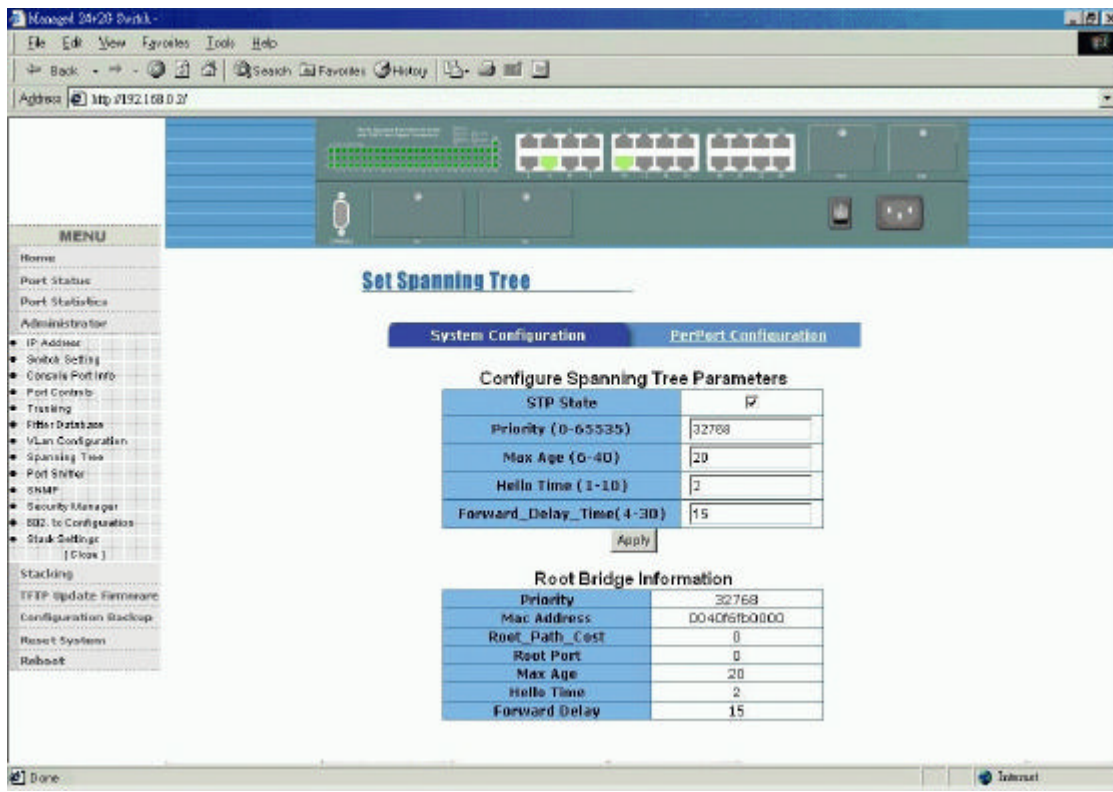 Managed 24+2G Switch -
File Edit View Favorites Tools Help
Back Search Favorites History
Address http://192.168.0.2/
MENU
Home
Port Status
Port Statistics
Administrator
IP Address
Switch Setting
Console Port Info
Port Controls
Trunking
Filter Database
VLan Configuration
Spanning Tree
Port Sniffer
SNMP
Security Manager
802.1x Configuration
Stack Settings
[ Close ]
Stacking
TFTP Update Firmware
Configuration Backup
Reset System
Reboot
Set Spanning Tree
System Configuration PerPort Configuration
Configure Spanning Tree Parameters
STP State
Priority (0-65535) 32768
Max Age (6-40) 20
Hello Time (1-10) 2
Forward_Delay_Time(4-30) 15
Apply
Root Bridge Information
Priority 32768
Mac Address 0040f6fb0000
Root_Path_Cost 0
Root Port 0
Max Age 20
Hello Time 2
Forward Delay 15
Done Internet